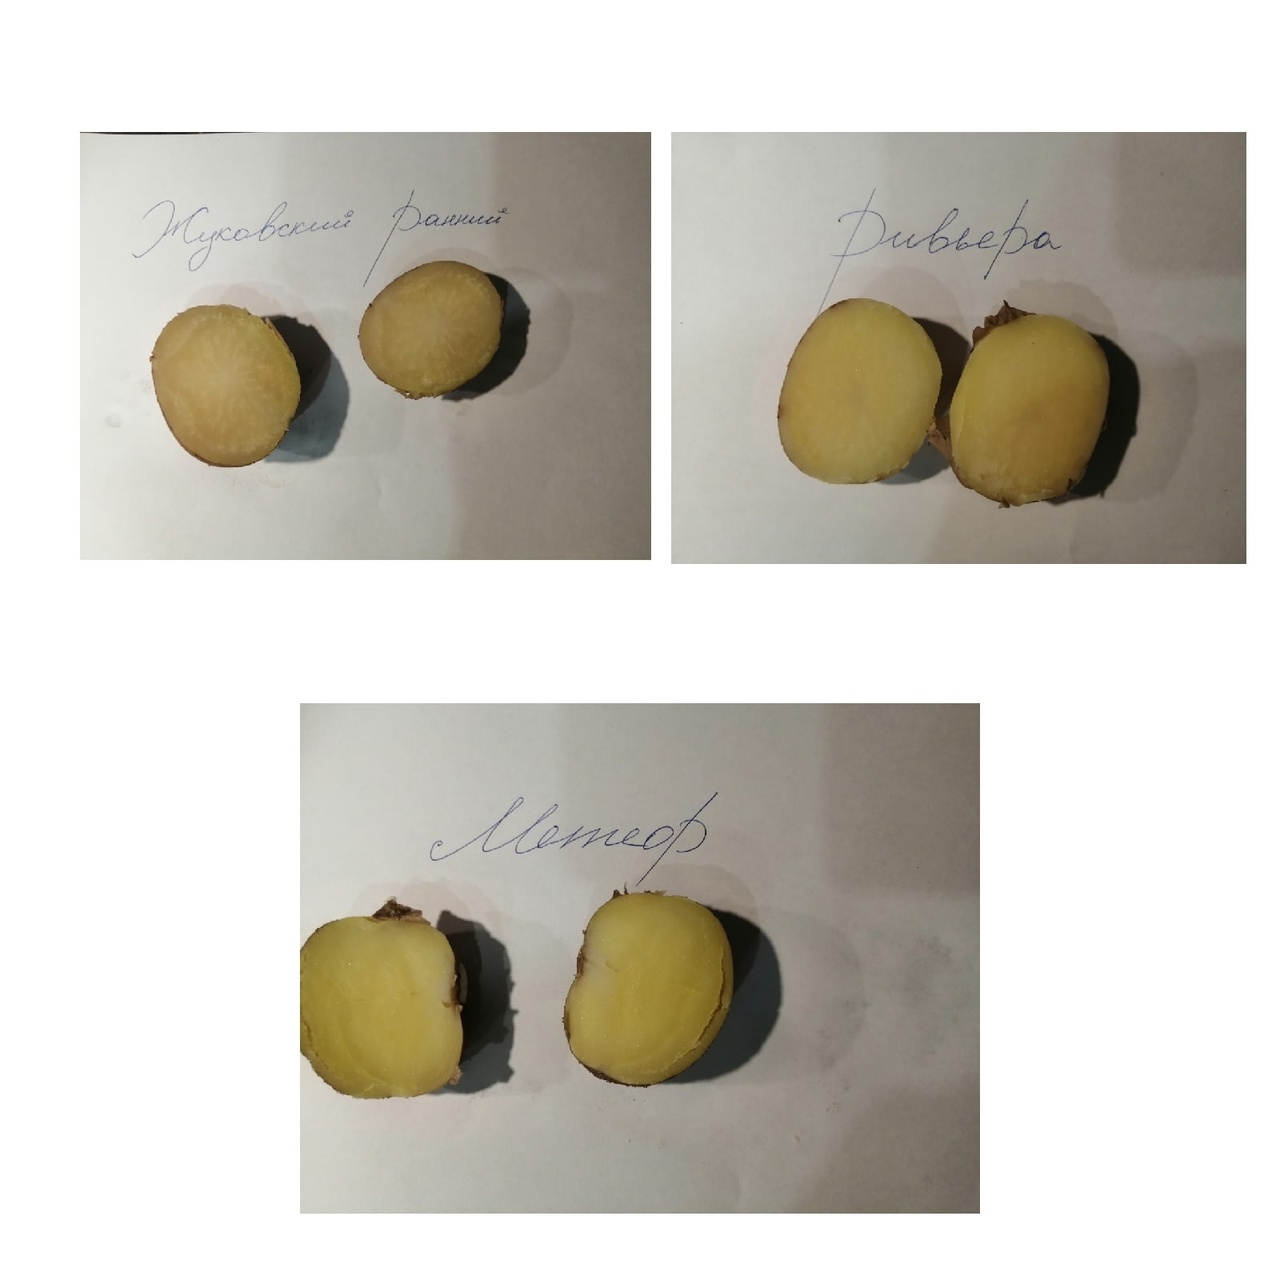 Жуковский ранний
Ривьера
Метеор